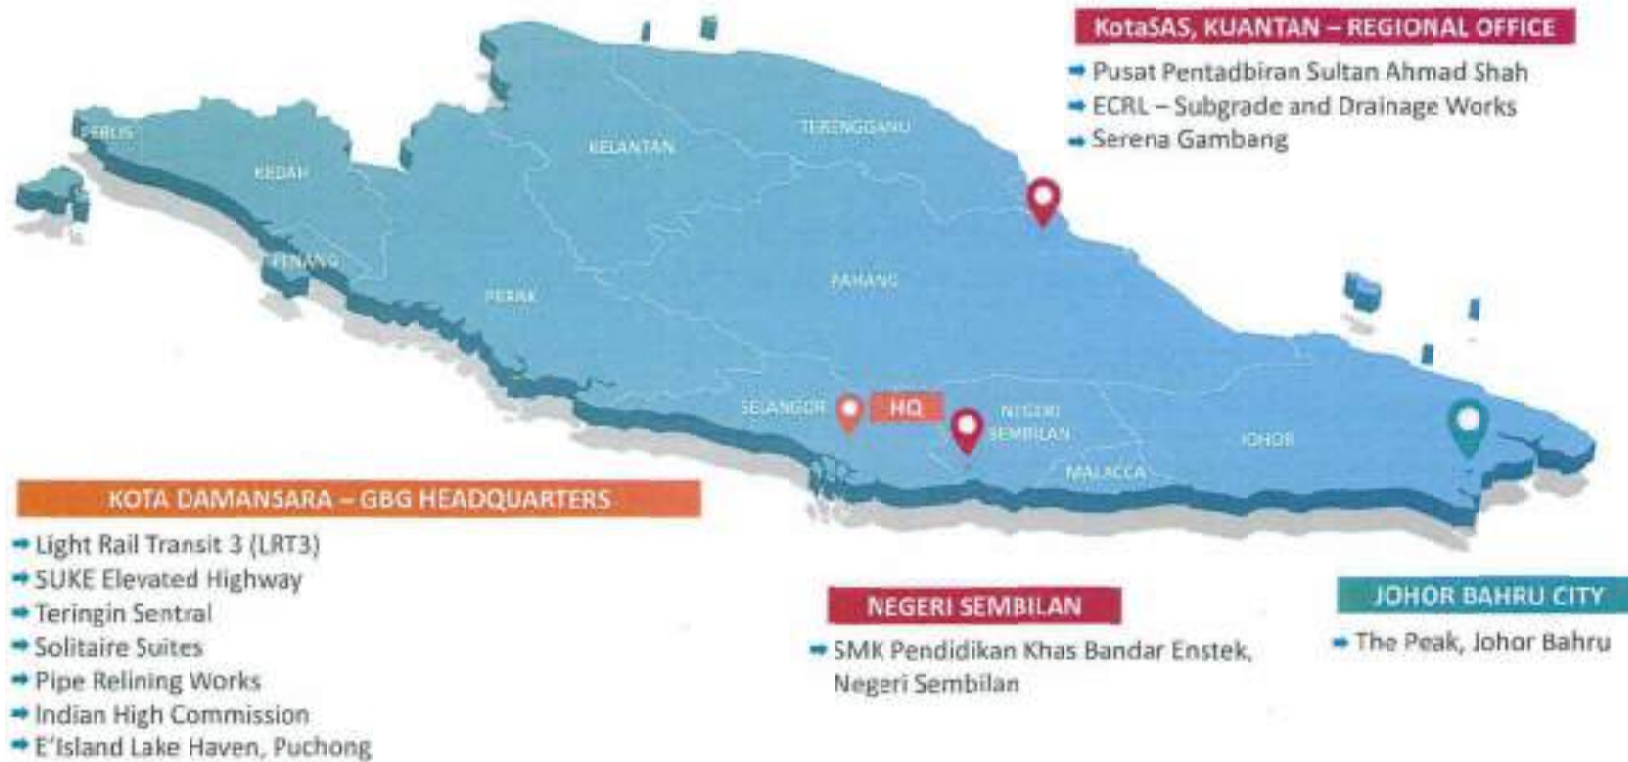 KotaSAS, KUANTAN – REGIONAL OFFICE
Pusat Pentadbiran Sultan Ahmad Shah
ECRL – Subgrade and Drainage Works
Serena Gambang
PERLIS
KEDAH
PENANG
PERAK
KELANTAN
TERENGGANU
PAHANG
SELANGOR
HQ
NEGERI
SEMBILAN
MALACCA
JOHOR
KOTA DAMANSARA – GBG HEADQUARTERS
Light Rail Transit 3 (LRT3)
SUKE Elevated Highway
Teringin Sentral
Solitaire Suites
Pipe Relining Works
Indian High Commission
E'Island Lake Haven, Puchong
NEGERI SEMBILAN
SMK Pendidikan Khas Bandar Enstek,
Negeri Sembilan
JOHOR BAHRU CITY
The Peak, Johor Bahru